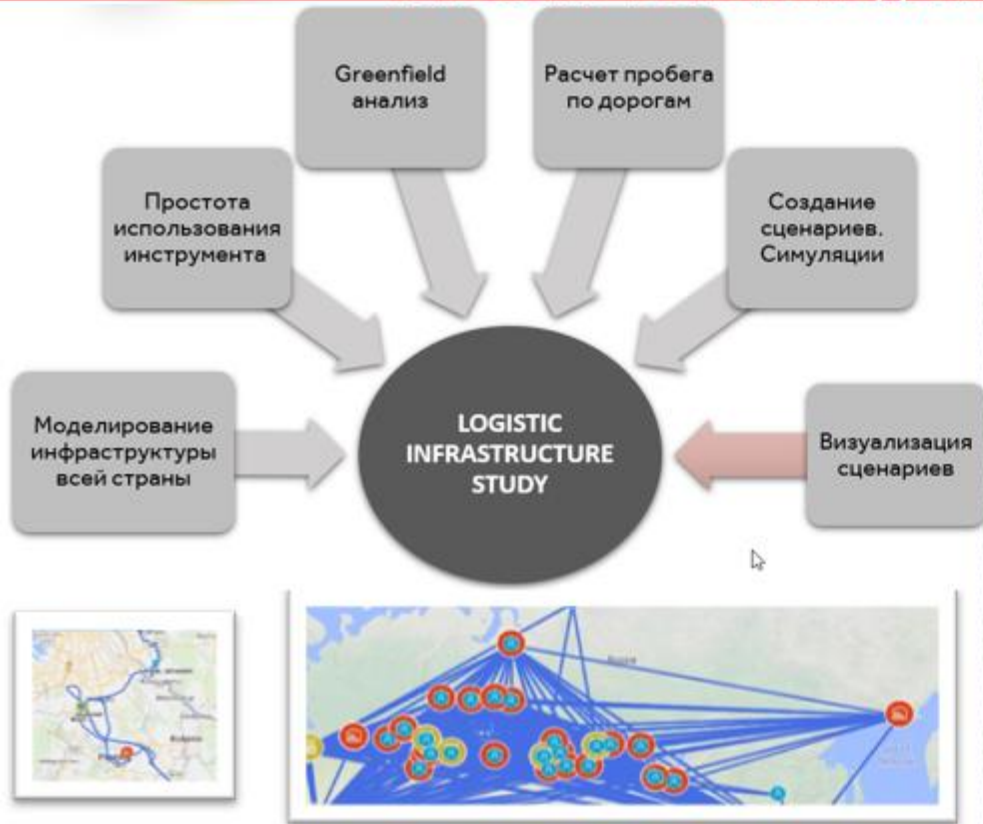 Greenfield
анализ
Расчет пробега
по дорогам
Простота
использования
инструмента
Создание
сценариев.
Симуляции
Моделирование
инфраструктуры
всей страны
LOGISTIC
INFRASTRUCTURE
STUDY
Визуализация
сценариев